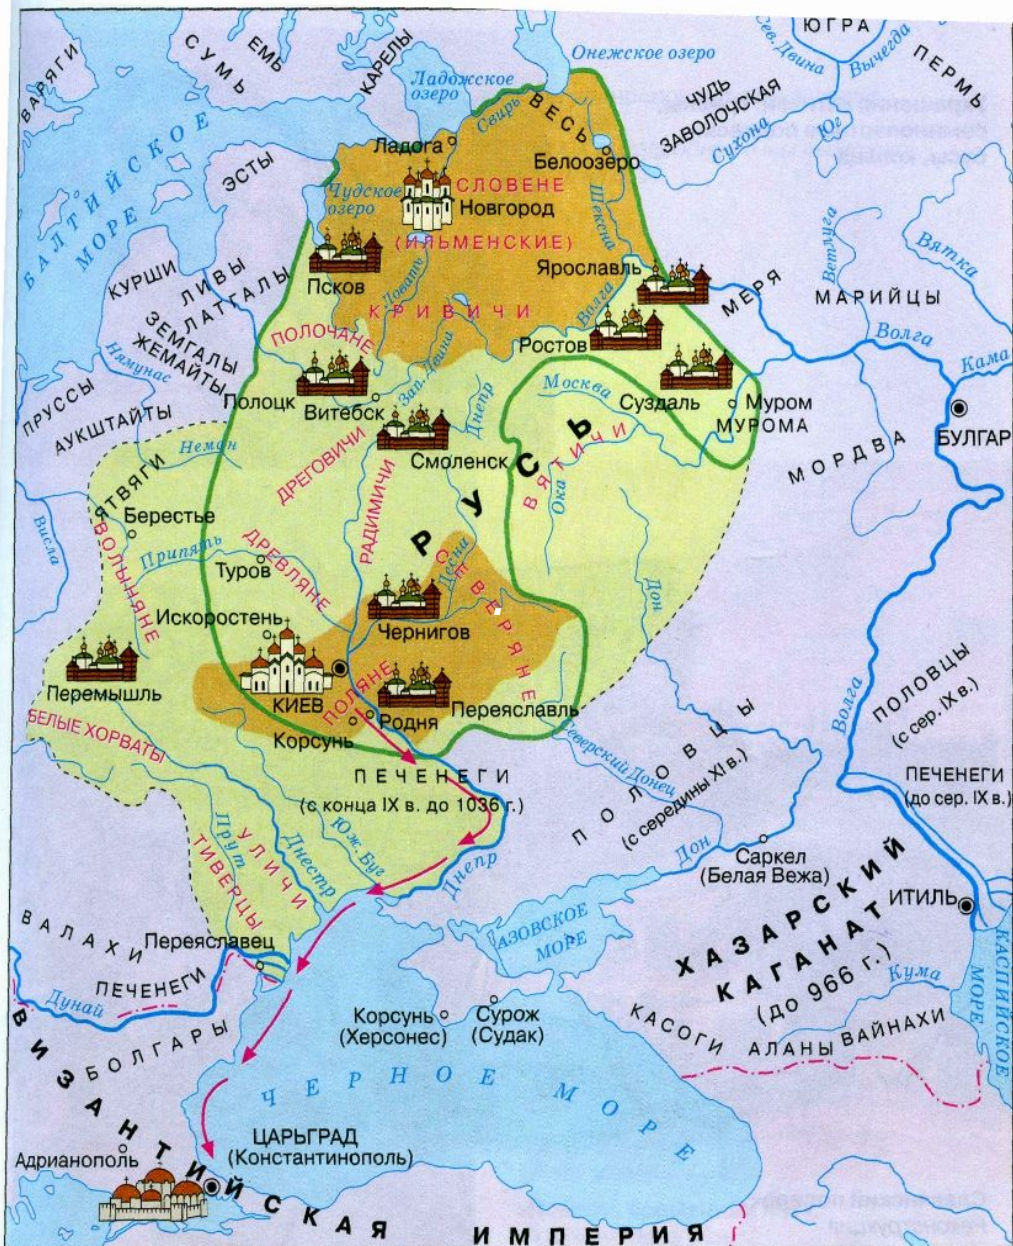 ВАРЯГИ
СУМЬ
ЕМЬ
КАРЕЛЫ
Ладожское
озеро
Онежское озеро
ЮГРА
Сев. Двина
Вычегда
ПЕРМЬ
ЧУДЬ
ЗАВОЛОЧСКАЯ
Сухона
Юг
Свирь
ВЕСЬ
Ладога
Белоозеро
БАЛТИЙСКОЕ
МОРЕ
ЭСТЫ
Чудское
озеро
СЛОВЕНЕ
Новгород
(ИЛЬМЕНСКИЕ)
Шексна
Ветлуга
Вятка
Псков
Ловать
Ярославль
МЕРЯ
МАРИЙЦЫ
КУРШИ
ЛИВЫ
ЛАТГАЛЫ
ЗЕМГАЛЫ
ЖЕМАЙТЫ
Нямунас
КРИВИЧИ
Волга
Ростов
Волга
Кама
ПОЛОЧАНЕ
Зап. Двина
Полоцк
Витебск
Днепр
Москва
Суздаль
Муром
МУРОМА
БУЛГАР
ПРУССЫ
АУКШТАЙТЫ
Неман
Смоленск
ВЯТИЧИ
Ока
МОРДВА
ДРЕГОВИЧИ
РАДИМИЧИ
РУСЬ
ЯТВЯГИ
Берестье
Висла
ВОЛЫНЯНЕ
Припять
Туров
ДРЕВЛЯНЕ
Десна
СЕВЕРЯНЕ
Дон
Искоростень
Чернигов
Перемышль
КИЕВ
ПОЛЯНЕ
Переяславль
Родня
Корсунь
БЕЛЫЕ ХОРВАТЫ
Северский Донец
ПОЛОВЦЫ
(с середины XI в.)
Волга
ПОЛОВЦЫ
(с сер. IX в.)
ПЕЧЕНЕГИ
(до сер. IX в.)
ПЕЧЕНЕГИ
(с конца IX в. до 1036 г.)
Прут
УЛИЧИ
ТИВЕРЦЫ
Днестр
Юж. Буг
Днепр
Дон
Саркел
(Белая Вежа)
ХАЗАРСКИЙ
КАГАНАТ
(до 966 г.)
ИТИЛЬ
АЗОВСКОЕ
МОРЕ
КАСПИЙСКОЕ
МОРЕ
ВАЛАХИ
Переяславец
ПЕЧЕНЕГИ
Дунай
БОЛГАРЫ
Корсунь
(Херсонес)
Сурож
(Судак)
Кума
КАСОГИ
АЛАНЫ
ВАЙНАХИ
ЧЕРНОЕ МОРЕ
Адрианополь
ЦАРЬГРАД
(Константинополь)
ВИЗАНТИЙСКАЯ ИМПЕРИЯ